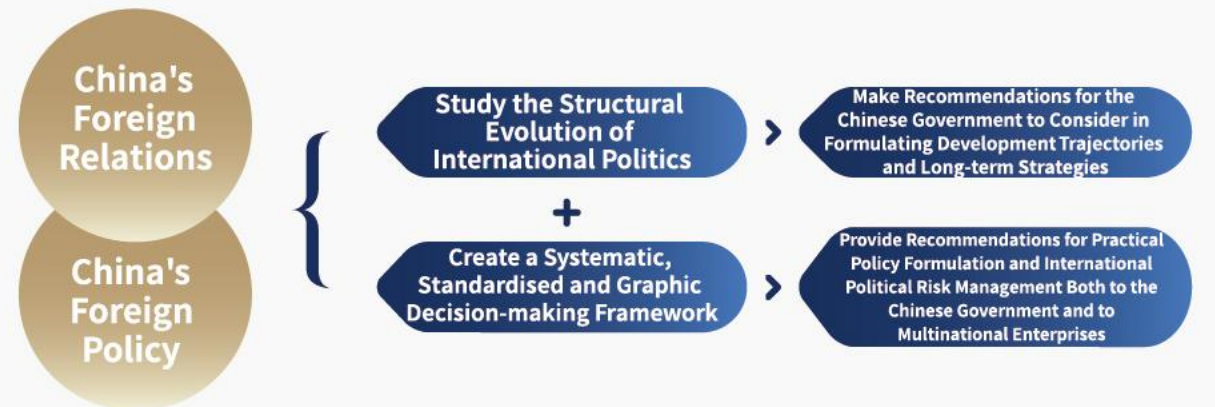 China's
Foreign
Relations
China's
Foreign
Policy
Study the Structural
Evolution of
International Politics
+
Create a Systematic,
Standardised and Graphic
Decision-making Framework
Make Recommendations for the
Chinese Government to Consider in
Formulating Development Trajectories
and Long-term Strategies
Provide Recommendations for Practical
Policy Formulation and International
Political Risk Management Both to the
Chinese Government and to
Multinational Enterprises